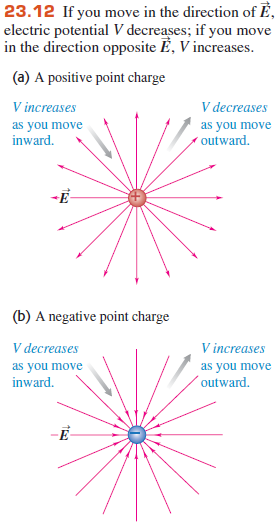 23.12 If you move in the direction of E⃗,
electric potential V decreases; if you move
in the direction opposite E⃗, V increases.
(a) A positive point charge
V increases
as you move
inward.
V decreases
as you move
outward.
E⃗
+
(b) A negative point charge
V decreases
as you move
inward.
V increases
as you move
outward.
E⃗
−